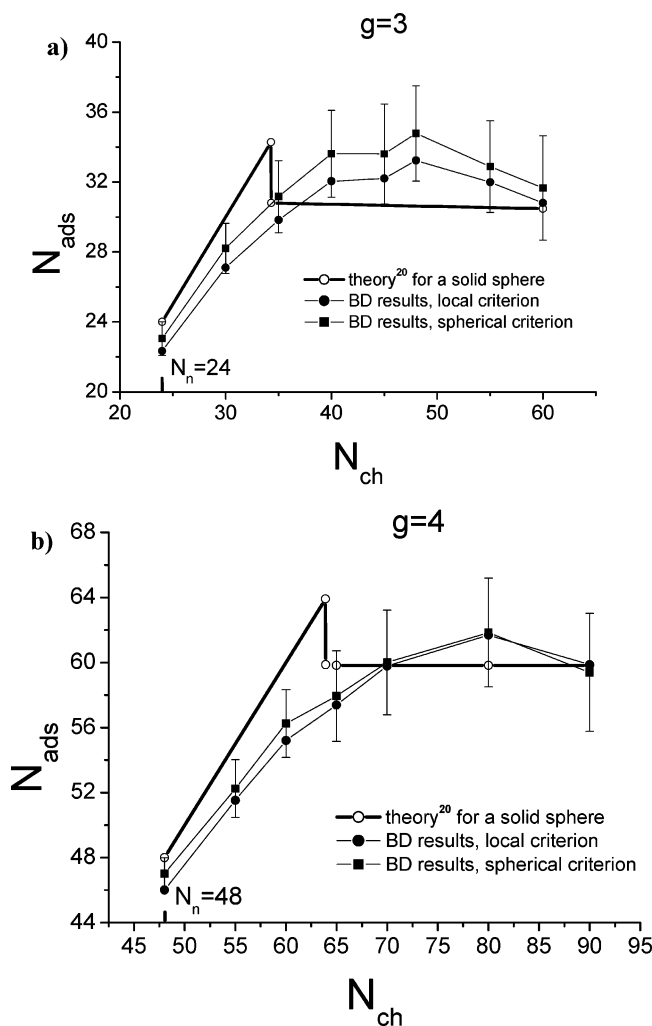 a)
g=3
40
36
32
28
24
20
N_ads
theory^20 for a solid sphere
BD results, local criterion
BD results, spherical criterion
N_n=24
20 30 40 50 60
N_ch
b)
g=4
68
64
60
56
52
48
44
N_ads
theory^20 for a solid sphere
BD results, local criterion
BD results, spherical criterion
N_n=48
45 50 55 60 65 70 75 80 85 90 95
N_ch